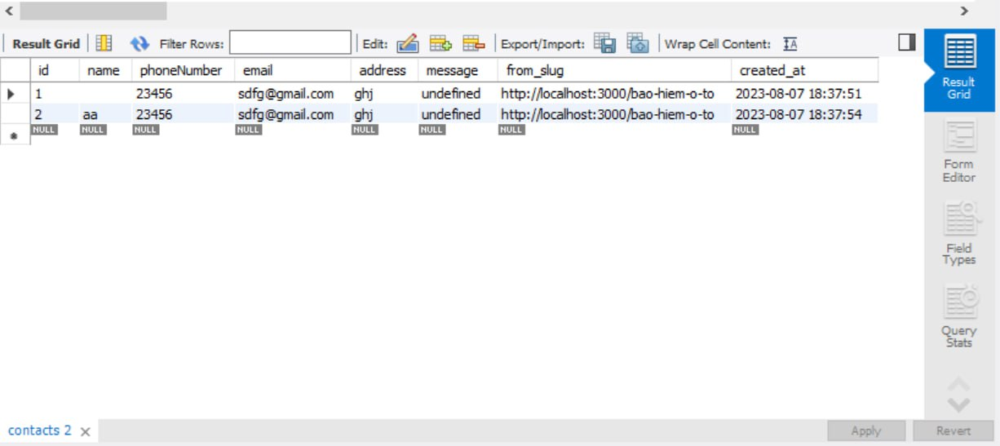 Result Grid Filter Rows: Edit: Export/Import: Wrap Cell Content: IA
id name phoneNumber email address message from_slug created_at
1 23456 sdfg@gmail.com ghj undefined http://localhost:3000/bao-hiem-o-to 2023-08-07 18:37:51
2 aa 23456 sdfg@gmail.com ghj undefined http://localhost:3000/bao-hiem-o-to 2023-08-07 18:37:54
NULL NULL NULL NULL NULL NULL NULL NULL
Result
Grid
Form
Editor
Field
Types
Query
Stats
contacts 2 Apply Revert